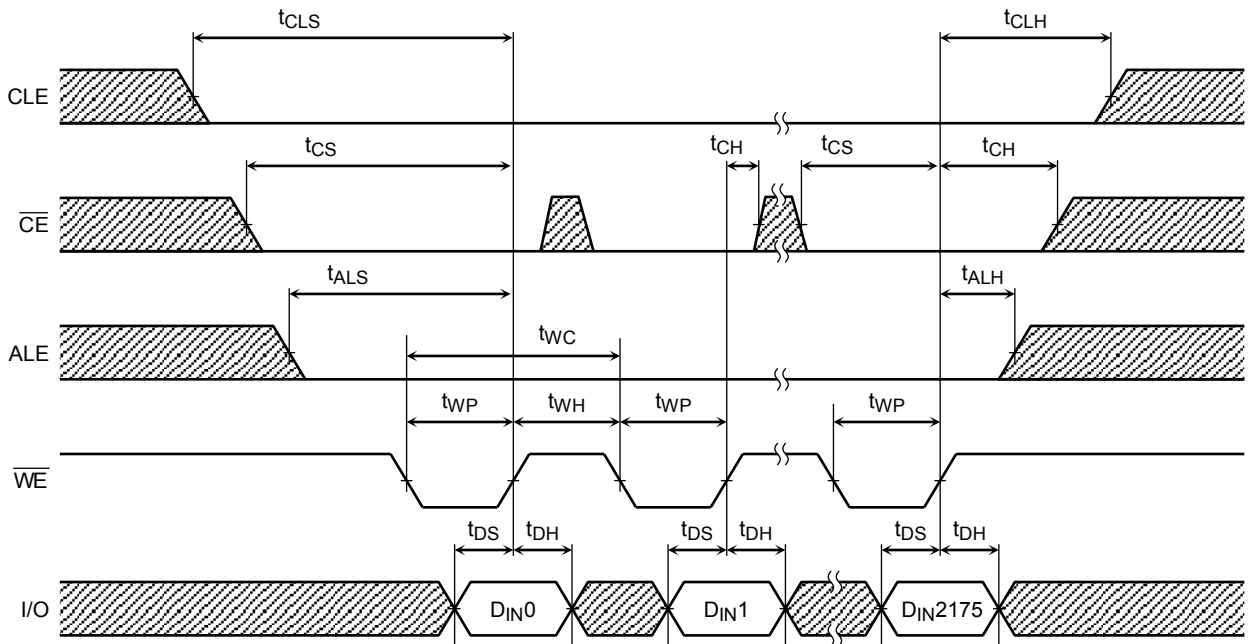 tCLS tCLH
CLE
tCS tCH tCS tCH
CE
tALS tALH
ALE
tWC
tWP tWH tWP tWP
WE
tDS tDH tDS tDH tDS tDH
I/O DIN0 DIN1 DIN2175